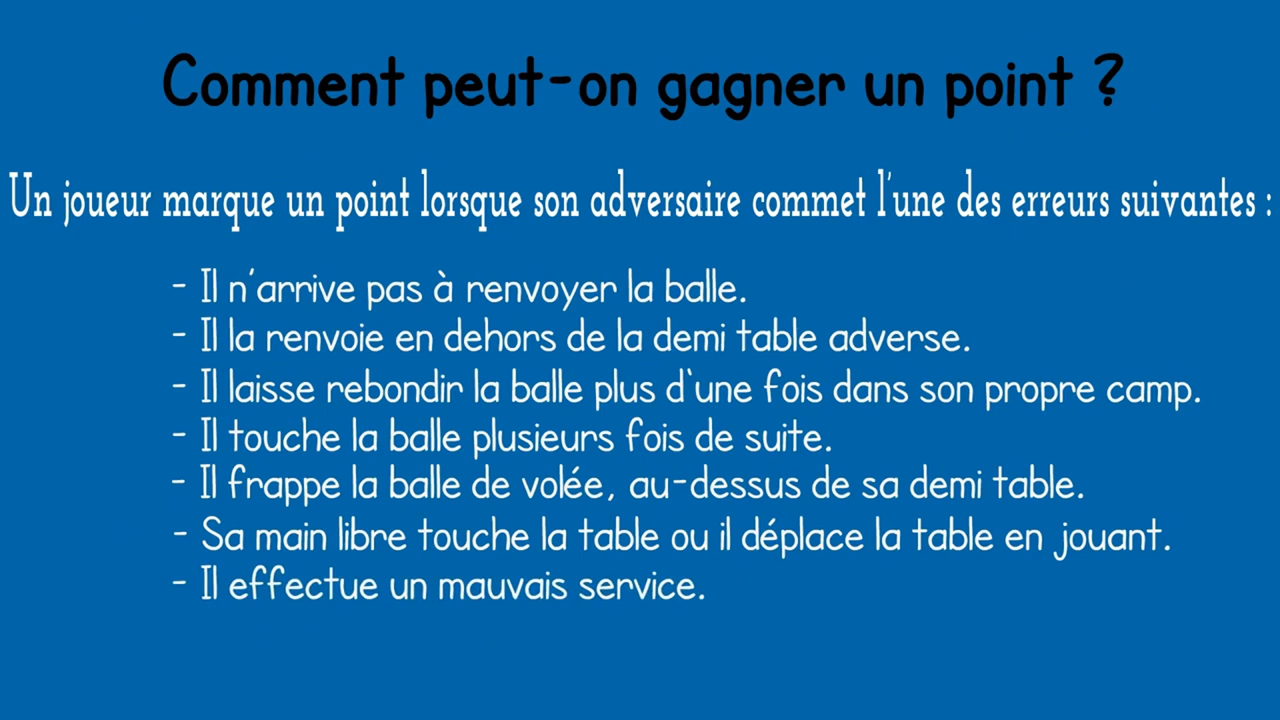 Comment peut-on gagner un point ?
Un joueur marque un point lorsque son adversaire commet l'une des erreurs suivantes :
- Il n'arrive pas à renvoyer la balle.
- Il la renvoie en dehors de la demi table adverse.
- Il laisse rebondir la balle plus d'une fois dans son propre camp.
- Il touche la balle plusieurs fois de suite.
- Il frappe la balle de volée, au-dessus de sa demi table.
- Sa main libre touche la table ou il déplace la table en jouant.
- Il effectue un mauvais service.